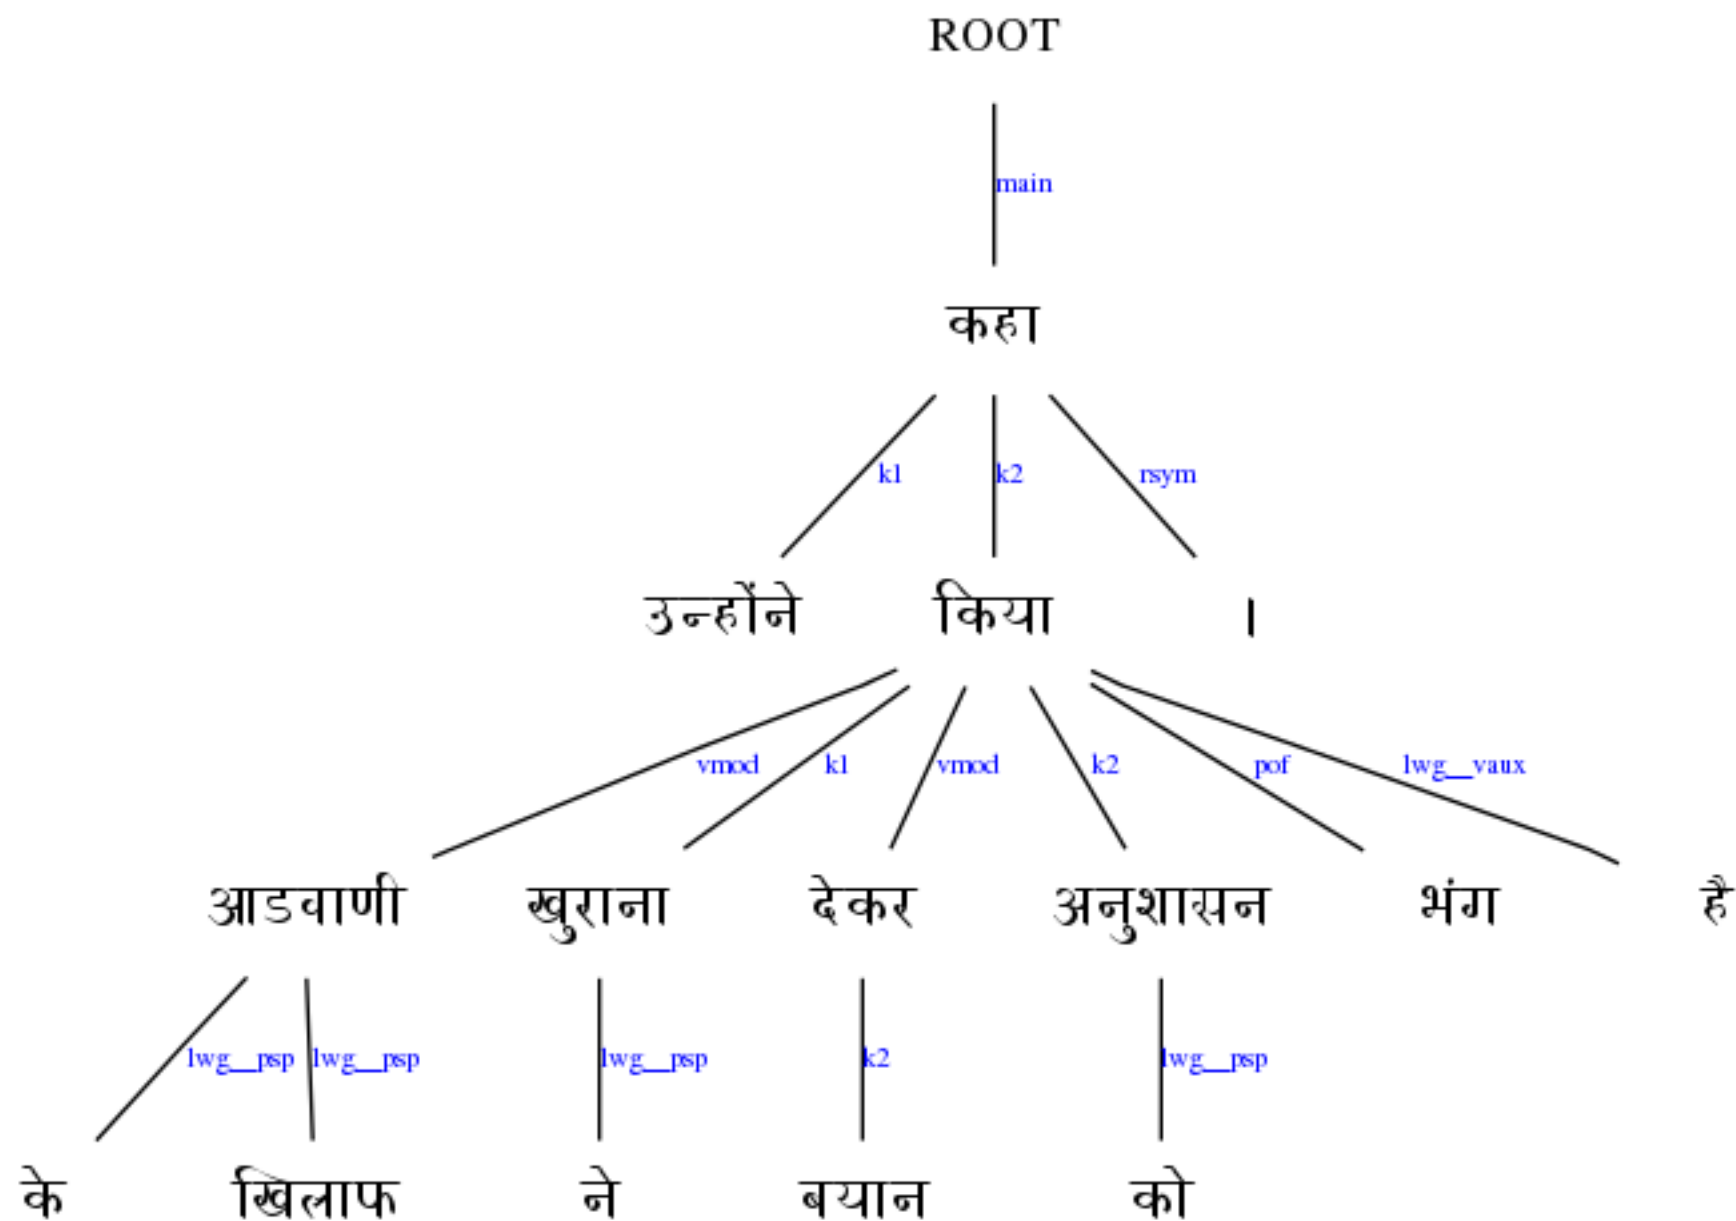 ROOT
main
कहा
k1 k2 rsym
उन्होंने किया ।
vmod k1 vmod k2 pof lwg__vaux
आडवाणी खुराना देकर अनुशासन भंग है
lwg__psp lwg__psp lwg__psp k2 lwg__psp
के खिलाफ ने बयान को